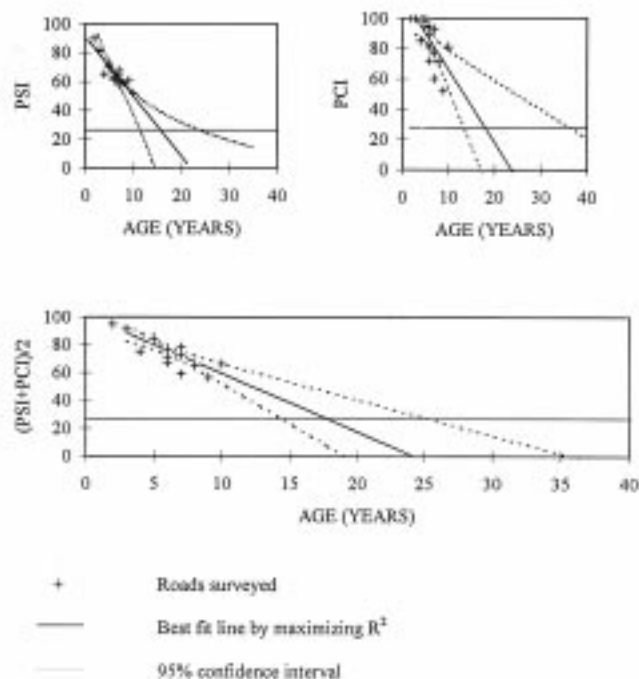 100
80
60
40
20
0
PSI
0 10 20 30 40
AGE (YEARS)
100
80
60
40
20
0
PCI
0 10 20 30 40
AGE (YEARS)
100
80
60
40
20
0
(PSI+PCI)/2
0 5 10 15 20 25 30 35 40
AGE (YEARS)
+ Roads surveyed
Best fit line by maximizing R²
95% confidence interval